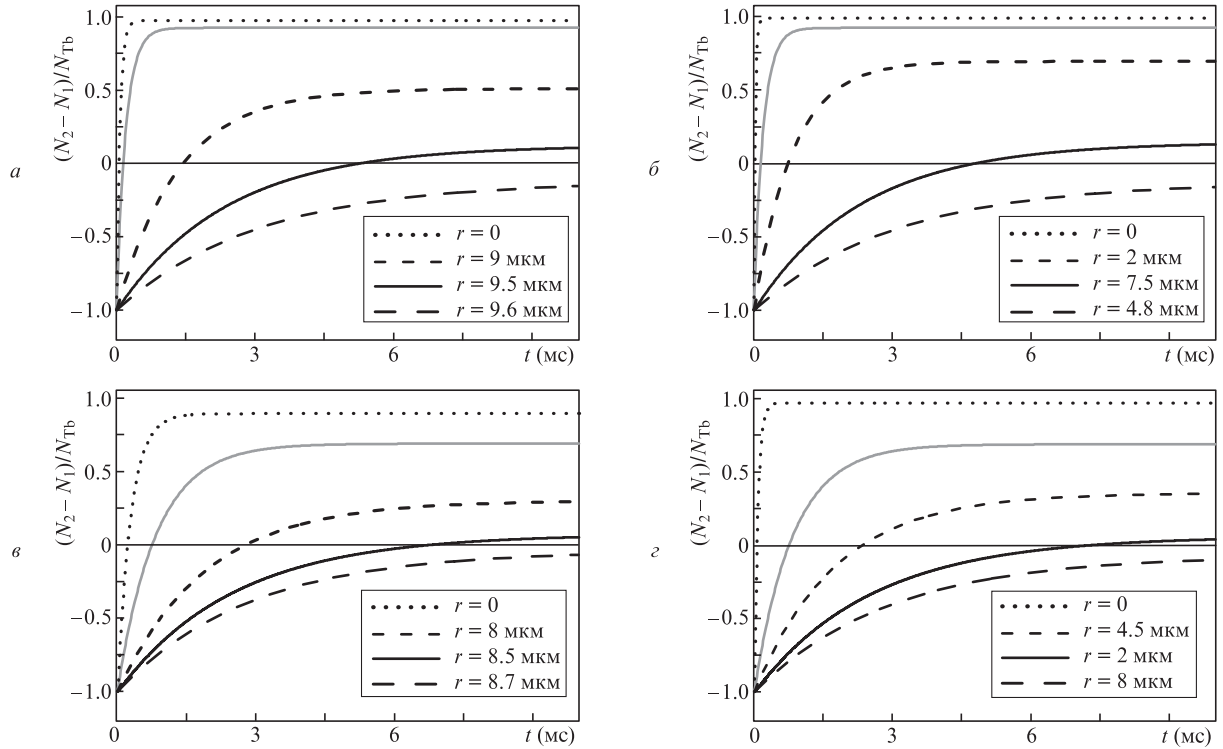 (N₂ – N₁)/N_Tb
1.0
0.5
0
–0.5
–1.0
а
r = 0
r = 9 мкм
r = 9.5 мкм
r = 9.6 мкм
0 3 6 t (мс)
(N₂ – N₁)/N_Tb
1.0
0.5
0
–0.5
–1.0
б
r = 0
r = 2 мкм
r = 7.5 мкм
r = 4.8 мкм
0 3 6 t (мс)
(N₂ – N₁)/N_Tb
1.0
0.5
0
–0.5
–1.0
в
r = 0
r = 8 мкм
r = 8.5 мкм
r = 8.7 мкм
0 3 6 t (мс)
(N₂ – N₁)/N_Tb
1.0
0.5
0
–0.5
–1.0
г
r = 0
r = 4.5 мкм
r = 2 мкм
r = 8 мкм
0 3 6 t (мс)